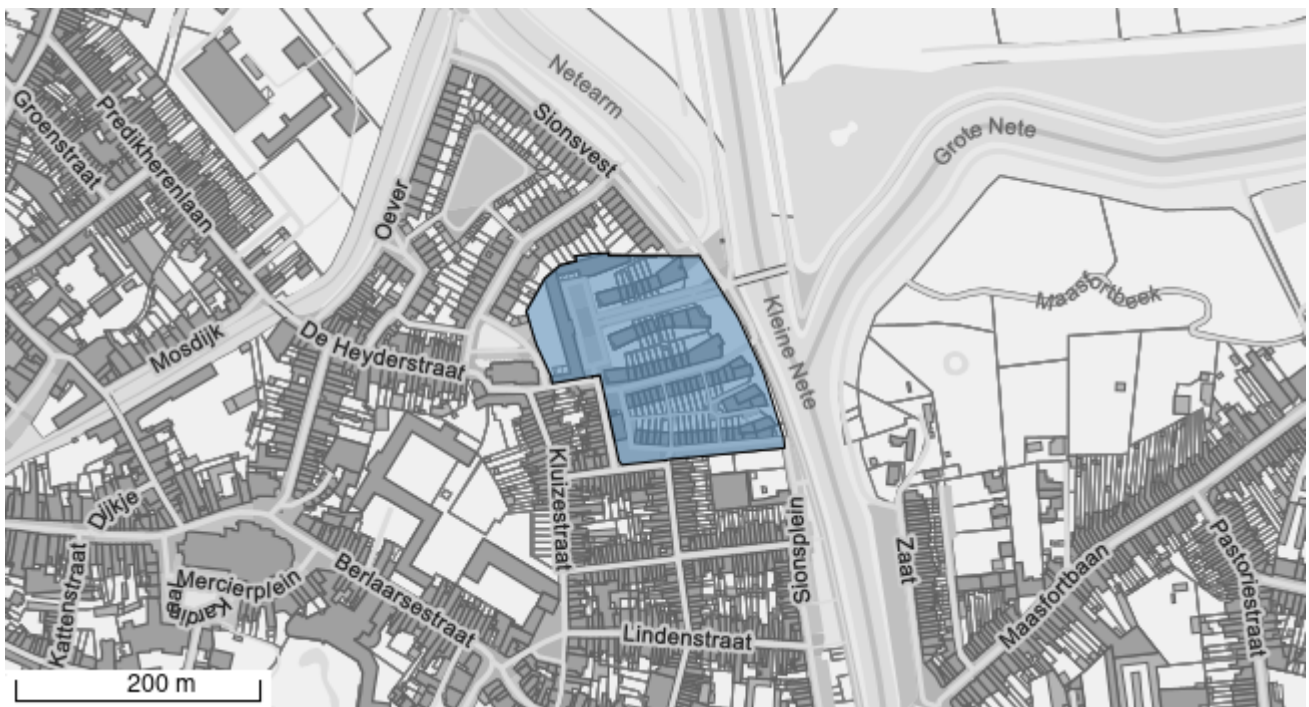 Netearm
Sionsvest
Grote Nete
Predikherenlaan
Groenstraat
Oever
Maasfortbeek
Mosdijk
De Heyderstraat
Kleine Nete
Kluizestraat
Dijkje
Kattenstraat
Kardinaal
Mercierplein
Berlaarsestraat
Sionsplein
Zaat
Maasfortbaan
Pastoriestraat
Lindenstraat
200 m